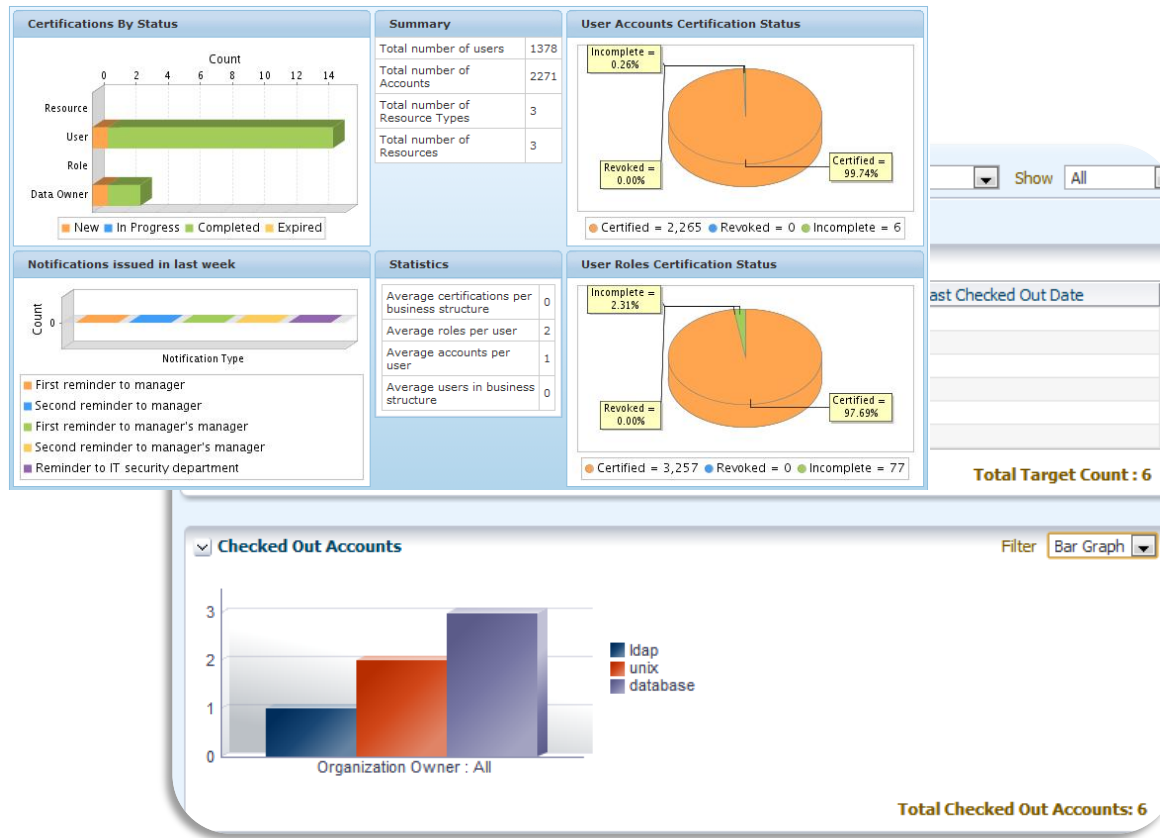 Certifications By Status
Count
0 2 4 6 8 10 12 14
Resource
User
Role
Data Owner
New In Progress Completed Expired
Summary
Total number of users 1378
Total number of
Accounts 2271
Total number of
Resource Types 3
Total number of
Resources 3
User Accounts Certification Status
Incomplete =
0.26%
Revoked =
0.00%
Certified =
99.74%
Certified = 2,265 Revoked = 0 Incomplete = 6
Notifications issued in last week
Count
0
Notification Type
First reminder to manager
Second reminder to manager
First reminder to manager's manager
Second reminder to manager's manager
Reminder to IT security department
Statistics
Average certifications per
business structure 0
Average roles per user 2
Average accounts per
user 1
Average users in business
structure 0
User Roles Certification Status
Incomplete =
2.31%
Revoked =
0.00%
Certified =
97.69%
Certified = 3,257 Revoked = 0 Incomplete = 77
Show All
Checked Out Date
Total Target Count : 6
Checked Out Accounts
Filter Bar Graph
3
2
1
0
Organization Owner : All
ldap
unix
database
Total Checked Out Accounts: 6